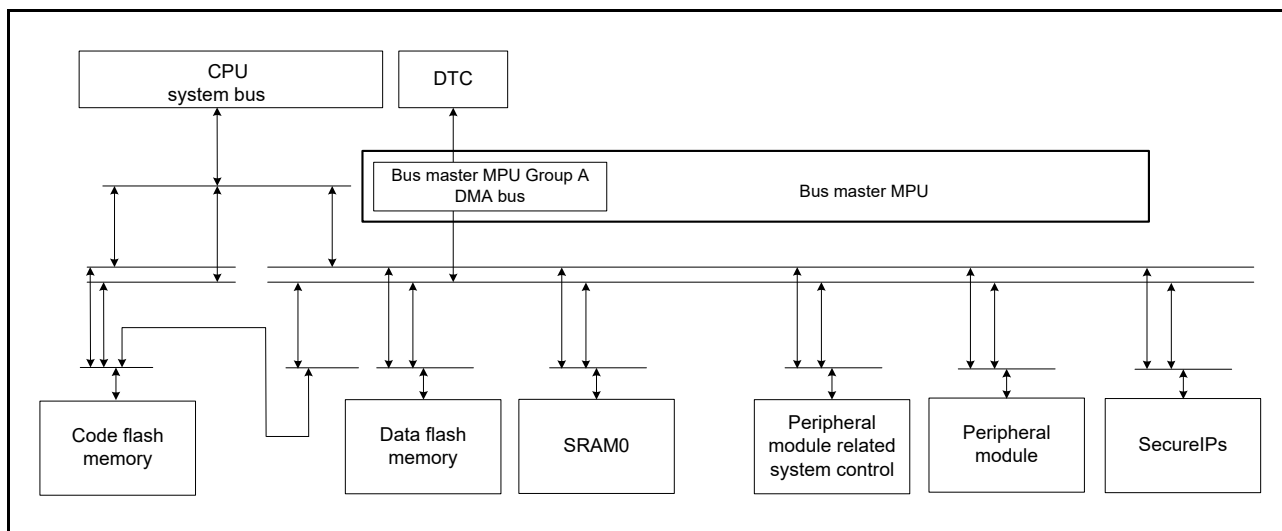 CPU
system bus
DTC
Bus master MPU Group A
DMA bus
Bus master MPU
Code flash
memory
Data flash
memory
SRAM0
Peripheral
module related
system control
Peripheral
module
SecureIPs